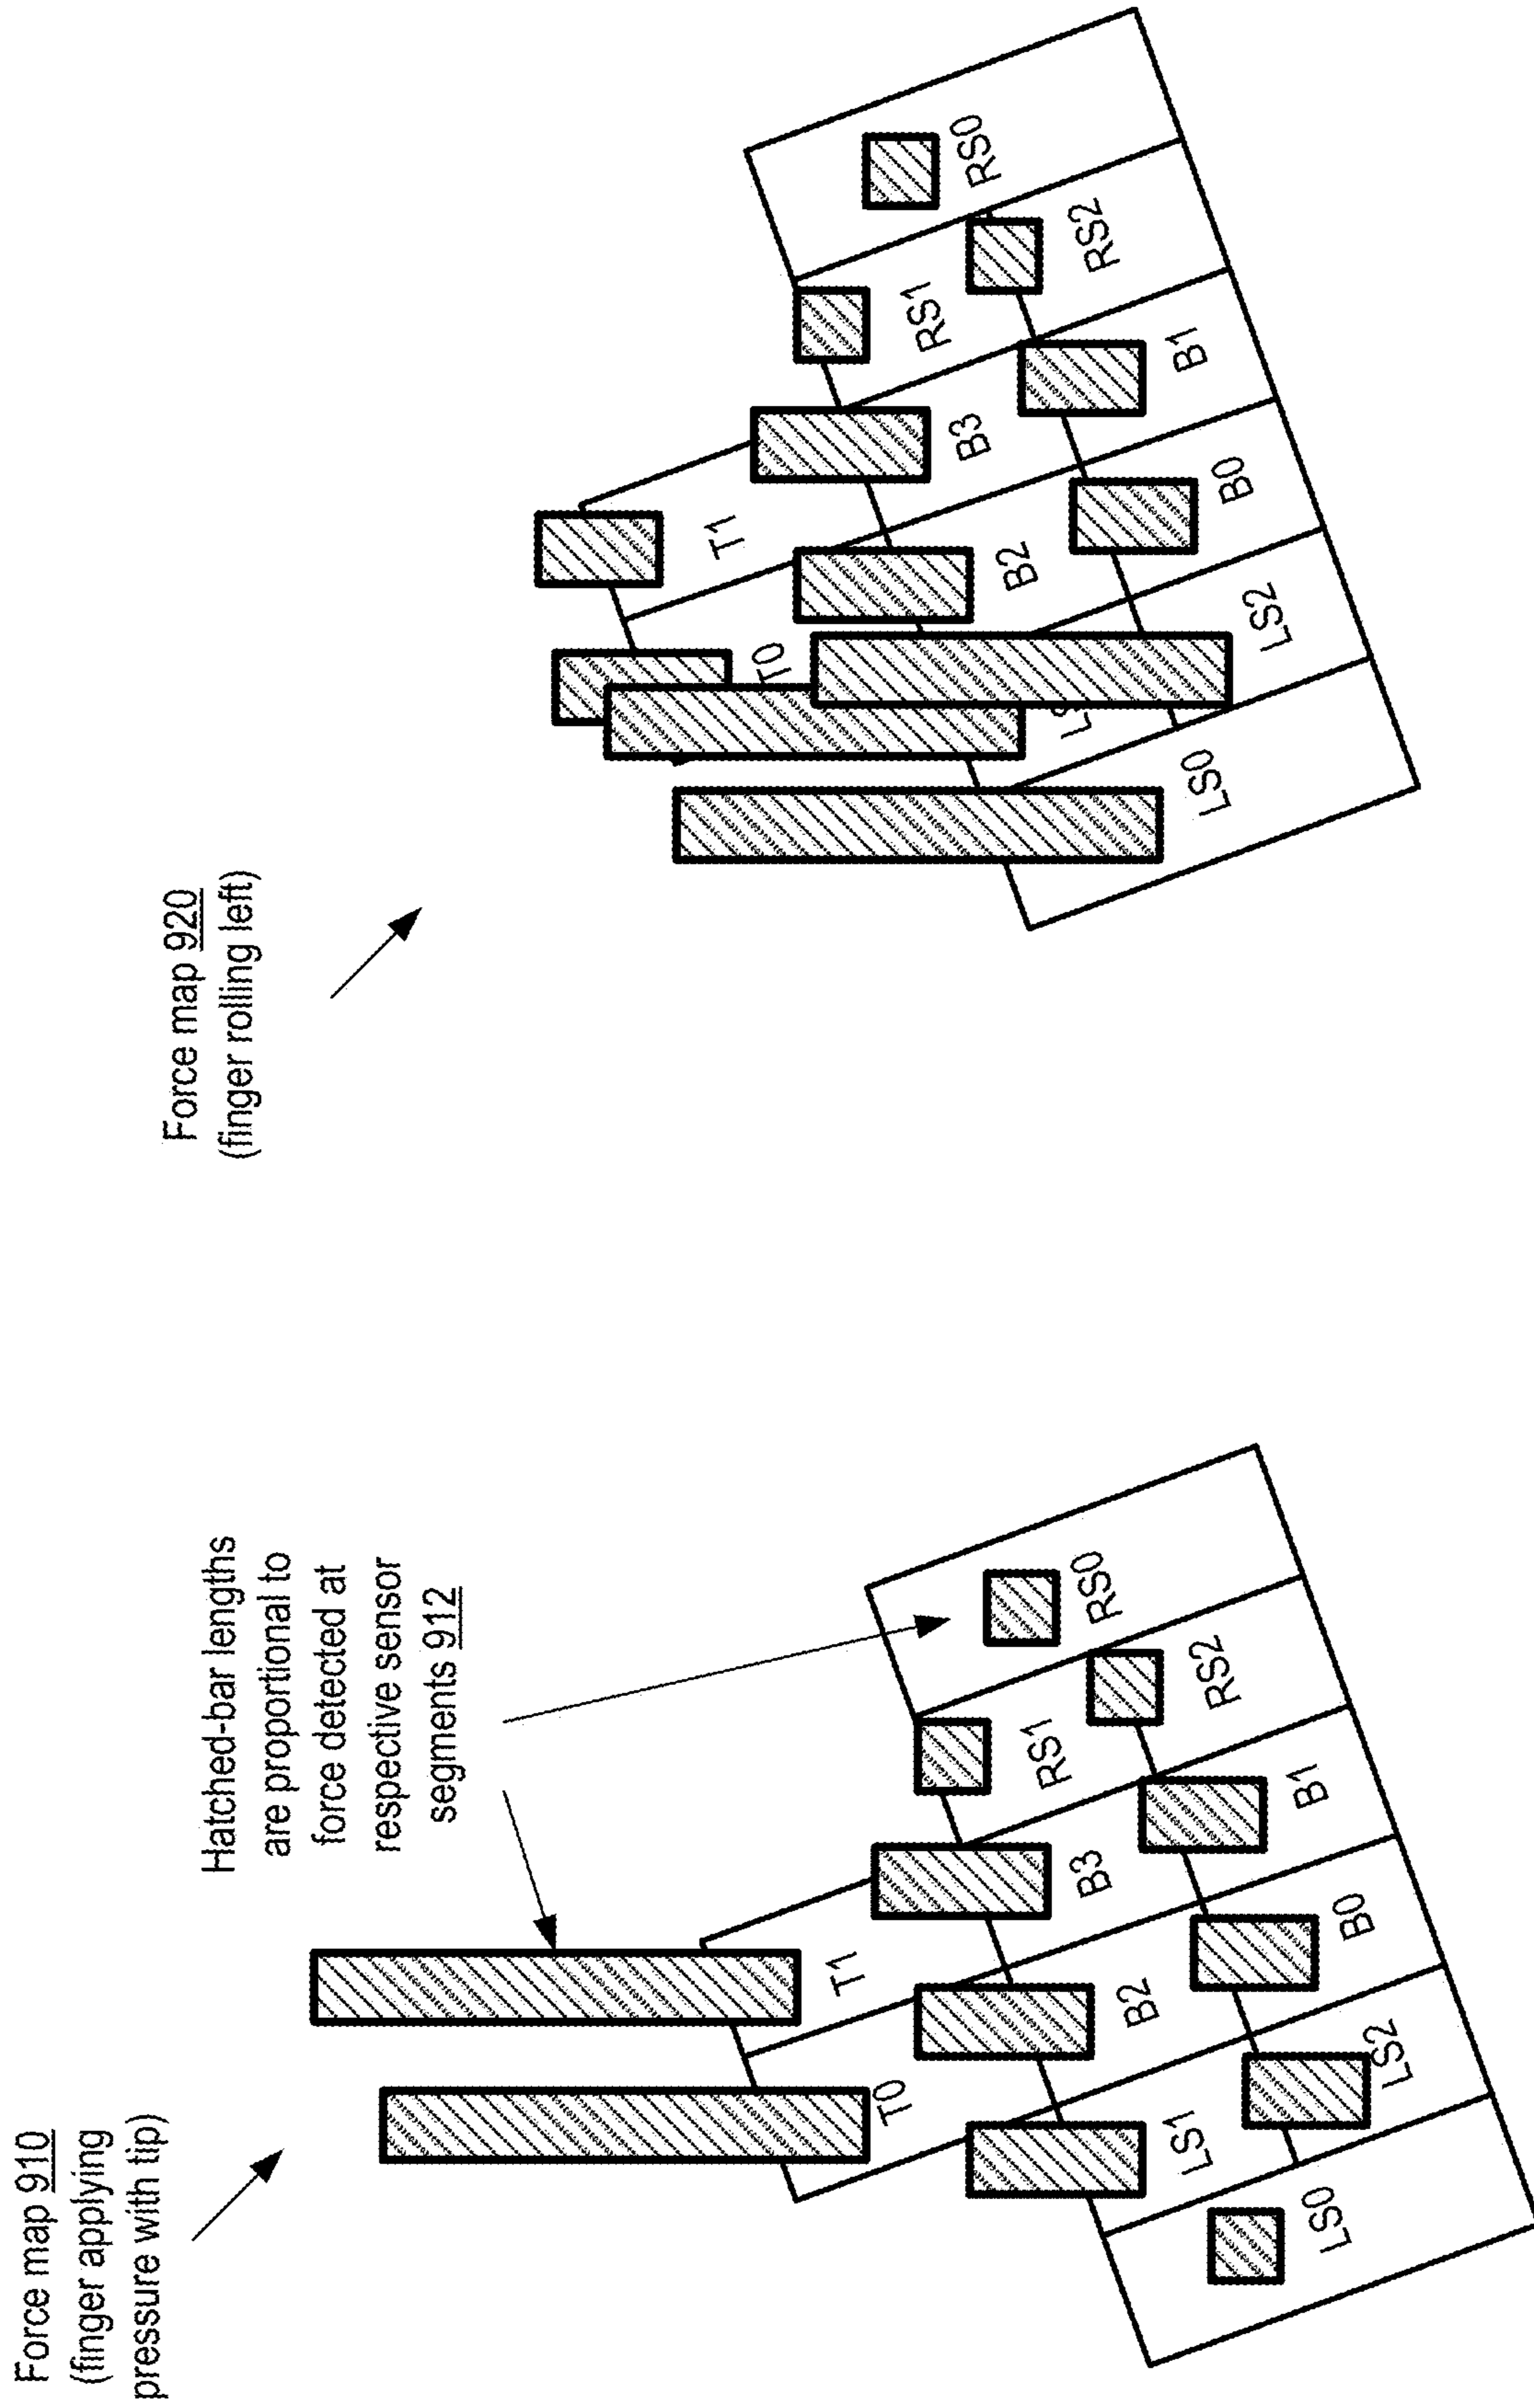 Force map 910
(finger applying
pressure with tip)
Hatched-bar lengths
are proportional to
force detected at
respective sensor
segments 912
T0
T1
LS0
LS1
LS2
B2
B0
B3
B1
RS1
RS2
RS0
Force map 920
(finger rolling left)
T0
T1
LS0
LS2
B2
B0
B3
B1
RS1
RS2
RS0